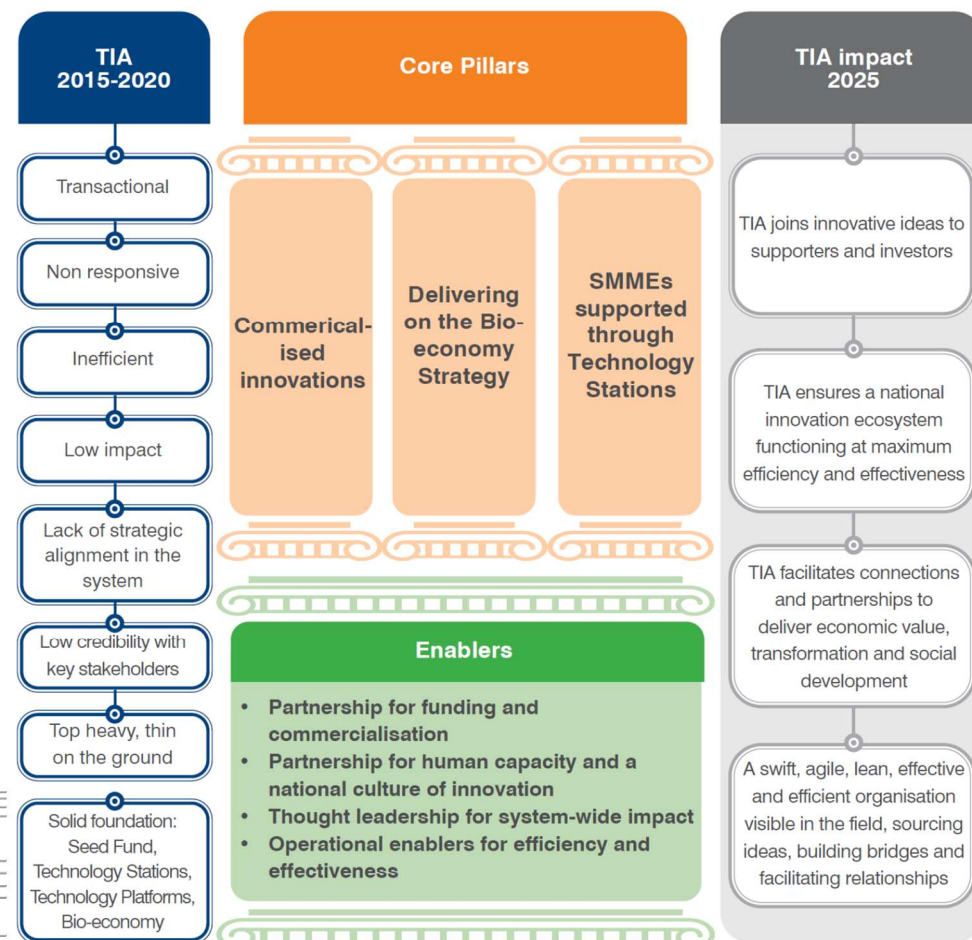 TIA
2015-2020
Transactional
Non responsive
Inefficient
Low impact
Lack of strategic
alignment in the
system
Low credibility with
key stakeholders
Top heavy, thin
on the ground
Solid foundation:
Seed Fund,
Technology Stations,
Technology Platforms,
Bio-economy
Core Pillars
Commerical-
ised
innovations
Delivering
on the Bio-
economy
Strategy
SMMEs
supported
through
Technology
Stations
Enablers
• Partnership for funding and
commercialisation
• Partnership for human capacity and a
national culture of innovation
• Thought leadership for system-wide impact
• Operational enablers for efficiency and
effectiveness
TIA impact
2025
TIA joins innovative ideas to
supporters and investors
TIA ensures a national
innovation ecosystem
functioning at maximum
efficiency and effectiveness
TIA facilitates connections
and partnerships to
deliver economic value,
transformation and social
development
A swift, agile, lean, effective
and efficient organisation
visible in the field, sourcing
ideas, building bridges and
facilitating relationships